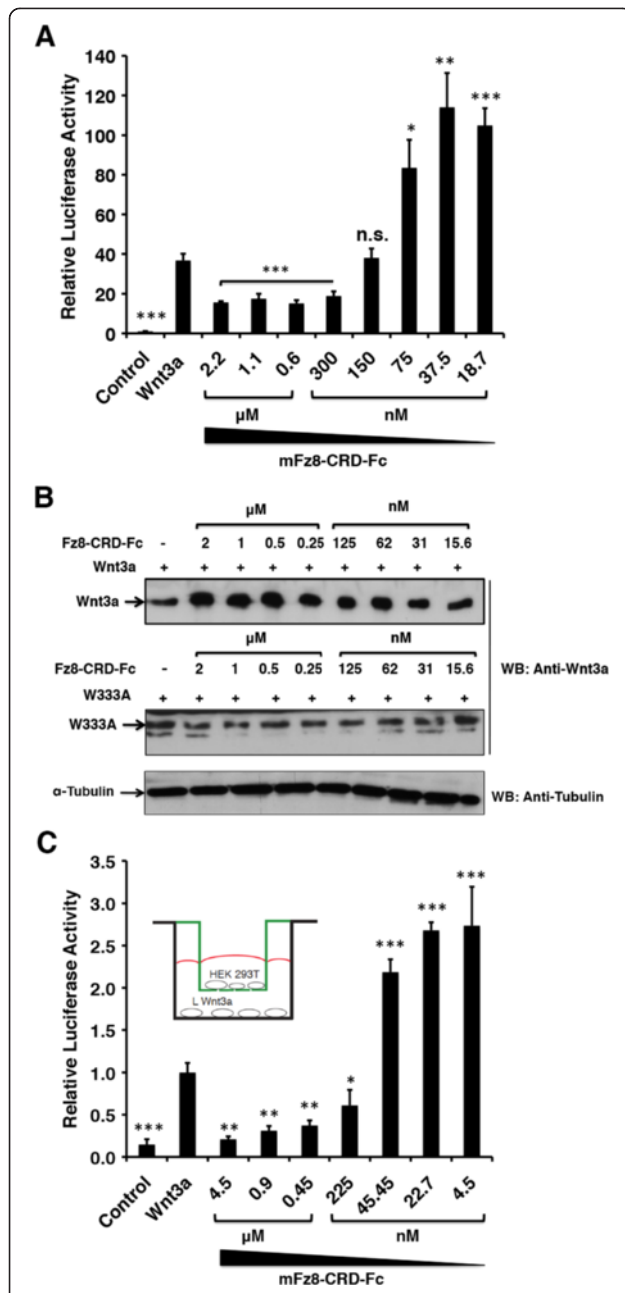 A
Relative Luciferase Activity
140
120
100
80
60
40
20
0
***
***
n.s.
*
**
***
Control
Wnt3a
2.2
1.1
0.6
300
150
75
37.5
18.7
µM
nM
mFz8-CRD-Fc
B
µM
nM
Fz8-CRD-Fc - 2 1 0.5 0.25 125 62 31 15.6
Wnt3a + + + + + + + + +
Wnt3a
µM
nM
Fz8-CRD-Fc - 2 1 0.5 0.25 125 62 31 15.6
W333A + + + + + + + + +
W333A
WB: Anti-Wnt3a
α-Tubulin
WB: Anti-Tubulin
C
Relative Luciferase Activity
3.5
3.0
2.5
2.0
1.5
1.0
0.5
0.0
HEK 293T
L Wnt3a
***
**
**
**
*
***
***
***
Control
Wnt3a
4.5
0.9
0.45
225
45.45
22.7
4.5
µM
nM
mFz8-CRD-Fc